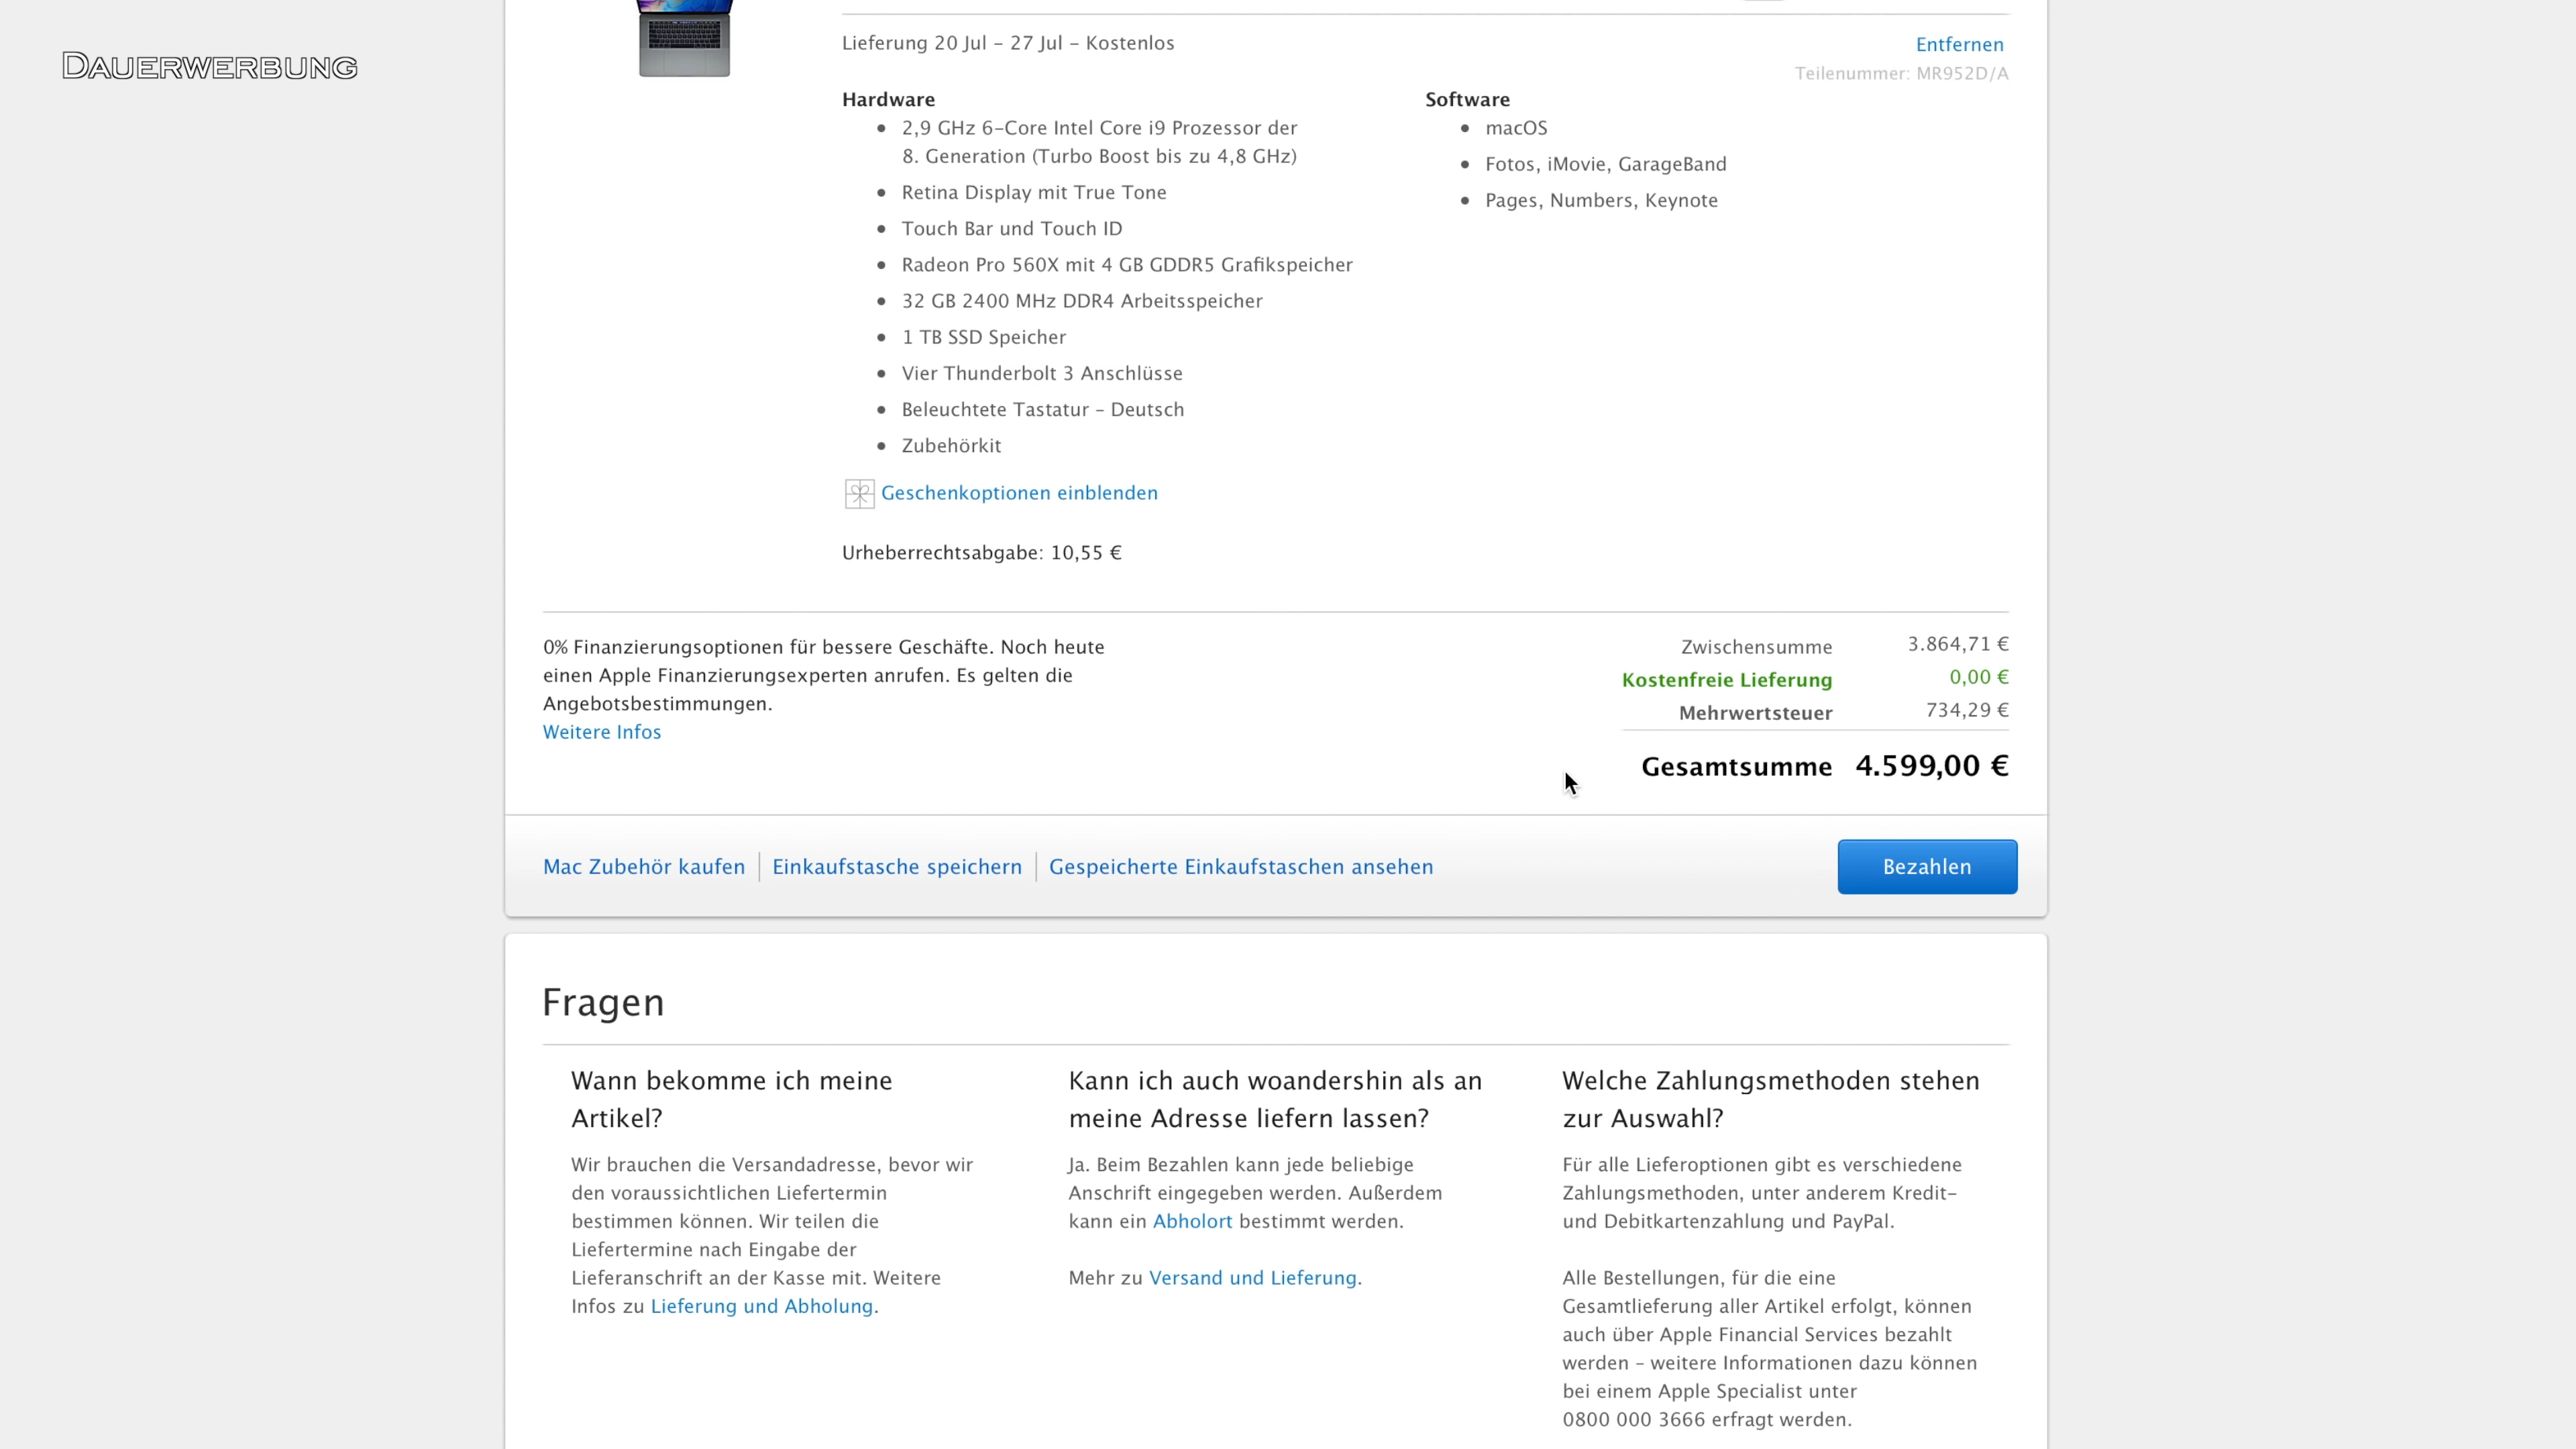 DAUERWERBUNG
Lieferung 20 Jul – 27 Jul – Kostenlos
Entfernen
Teilenummer: MR952D/A
Hardware
2,9 GHz 6-Core Intel Core i9 Prozessor der
8. Generation (Turbo Boost bis zu 4,8 GHz)
Retina Display mit True Tone
Touch Bar und Touch ID
Radeon Pro 560X mit 4 GB GDDR5 Grafikspeicher
32 GB 2400 MHz DDR4 Arbeitsspeicher
1 TB SSD Speicher
Vier Thunderbolt 3 Anschlüsse
Beleuchtete Tastatur – Deutsch
Zubehörkit
Software
macOS
Fotos, iMovie, GarageBand
Pages, Numbers, Keynote
Geschenkoptionen einblenden
Urheberrechtsabgabe: 10,55 €
0% Finanzierungsoptionen für bessere Geschäfte. Noch heute
einen Apple Finanzierungsexperten anrufen. Es gelten die
Angebotsbestimmungen.
Weitere Infos
Zwischensumme 3.864,71 €
Kostenfreie Lieferung 0,00 €
Mehrwertsteuer 734,29 €
Gesamtsumme 4.599,00 €
Mac Zubehör kaufen Einkaufstasche speichern Gespeicherte Einkaufstaschen ansehen
Bezahlen
Fragen
Wann bekomme ich meine
Artikel?
Wir brauchen die Versandadresse, bevor wir
den voraussichtlichen Liefertermin
bestimmen können. Wir teilen die
Liefertermine nach Eingabe der
Lieferanschrift an der Kasse mit. Weitere
Infos zu Lieferung und Abholung.
Kann ich auch woandershin als an
meine Adresse liefern lassen?
Ja. Beim Bezahlen kann jede beliebige
Anschrift eingegeben werden. Außerdem
kann ein Abholort bestimmt werden.
Mehr zu Versand und Lieferung.
Welche Zahlungsmethoden stehen
zur Auswahl?
Für alle Lieferoptionen gibt es verschiedene
Zahlungsmethoden, unter anderem Kredit-
und Debitkartenzahlung und PayPal.
Alle Bestellungen, für die eine
Gesamtlieferung aller Artikel erfolgt, können
auch über Apple Financial Services bezahlt
werden – weitere Informationen dazu können
bei einem Apple Specialist unter
0800 000 3666 erfragt werden.